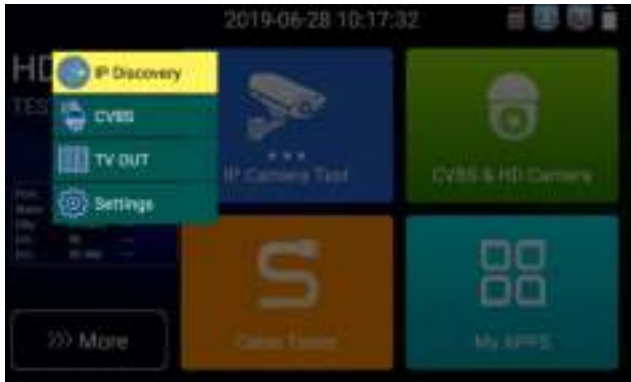 2019-06-28 10:17:32
HD
IP Discovery
TES
CVBS
TV OUT
Settings
IP Camera Test
CVBS & HD Camera
>>> More
Cable Tester
My APPS